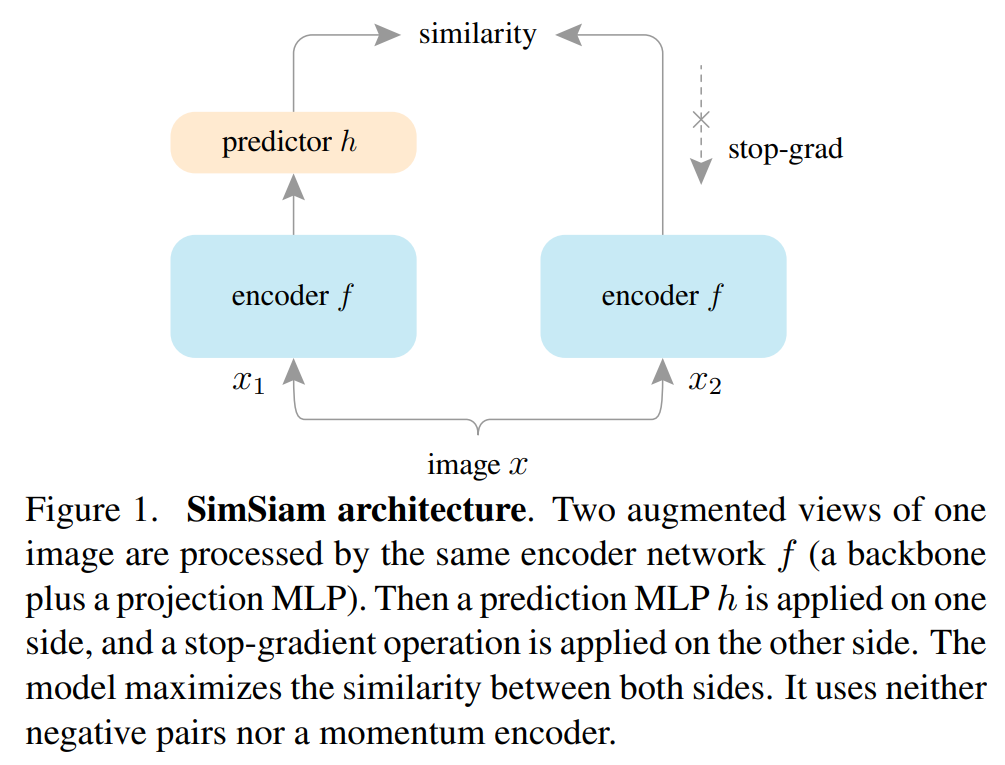 similarity
predictor h
stop-grad
encoder f
encoder f
x₁
x₂
image x
Figure 1. SimSiam architecture. Two augmented views of one
image are processed by the same encoder network f (a backbone
plus a projection MLP). Then a prediction MLP h is applied on one
side, and a stop-gradient operation is applied on the other side. The
model maximizes the similarity between both sides. It uses neither
negative pairs nor a momentum encoder.